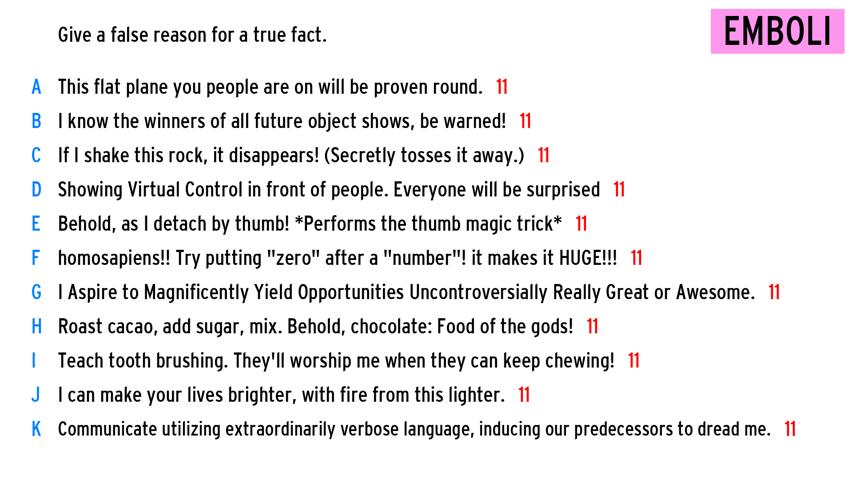 Give a false reason for a true fact.
EMBOLI
A This flat plane you people are on will be proven round. 11
B I know the winners of all future object shows, be warned! 11
C If I shake this rock, it disappears! (Secretly tosses it away.) 11
D Showing Virtual Control in front of people. Everyone will be surprised 11
E Behold, as I detach by thumb! *Performs the thumb magic trick* 11
F homosapiens!! Try putting "zero" after a "number"! it makes it HUGE!!! 11
G I Aspire to Magnificently Yield Opportunities Uncontroversially Really Great or Awesome. 11
H Roast cacao, add sugar, mix. Behold, chocolate: Food of the gods! 11
I Teach tooth brushing. They'll worship me when they can keep chewing! 11
J I can make your lives brighter, with fire from this lighter. 11
K Communicate utilizing extraordinarily verbose language, inducing our predecessors to dread me. 11